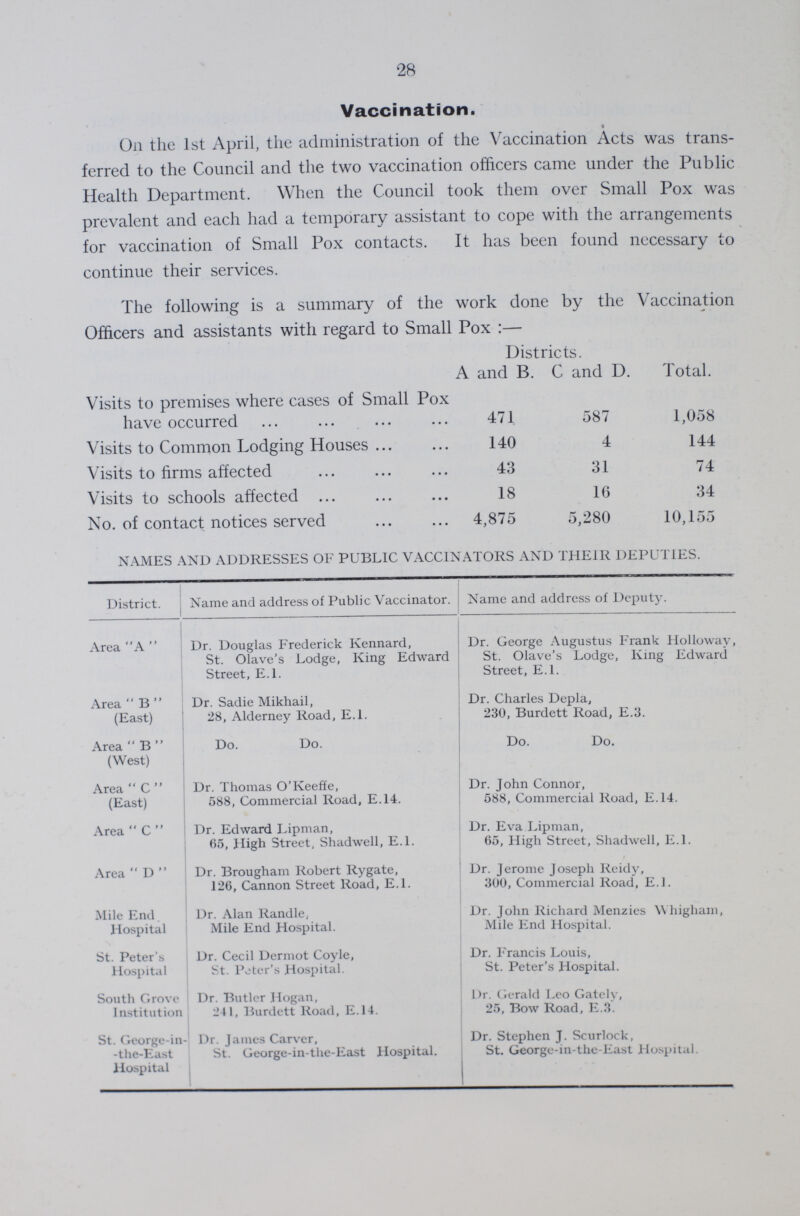 28
Vaccination.
On the 1st April, the administration of the Vaccination Acts was trans-
ferred to the Council and the two vaccination officers came under the Public
Health Department. When the Council took them over Small Pox was
prevalent and each had a temporary assistant to cope with the arrangements
for vaccination of Small Pox contacts. It has been found necessary to
continue their services.
The following is a summary of the work done by the Vaccination
Officers and assistants with regard to Small Pox :—
Districts.
A and B. C and D. Total.
Visits to premises where cases of Small Pox
have occurred ... ... ... ... 471 587 1,058
Visits to Common Lodging Houses ... ... 140 4 144
Visits to firms affected ... ... ... 43 31 74
Visits to schools affected ... ... ... 18 16 34
No. of contact notices served ... ... 4,875 5,280 10,155
NAMES AND ADDRESSES OF PUBLIC VACCINATORS AND THEIR DEPUTIES.
District. Name and address of Public Vaccinator. Name and address of Deputy.
Area "A" Dr. Douglas Frederick Kennard, Dr. George Augustus Frank Holloway,
St. Olave's Lodge, King Edward St. Olave's Lodge, King Edward
Street, E.1. Street, E.1.
Area " B " Dr. Sadie Mikhail, Dr. Charles Depla,
(East) 28, Alderney Road, E.1. 230, Burdett Road, E.3.
Area " B " Do. Do. Do. Do.
(West)
Area " C " Dr. Thomas O'Keeffe, Dr. John Connor,
(East) 588, Commercial Road, E.14. 588, Commercial Road, E.14.
Area " C " Dr. Edward Lipman, Dr. Eva Lipman,
65, High Street, Shadwell, E.1. 65, High Street, Shadwell, E.1.
Area " D " Dr. Brougham Robert Rygate, Dr. Jerome Joseph Reidy,
126, Cannon Street Road, E.1. 300, Commercial Road, E.1.
Mile End Dr. Alan Randle, Dr. John Richard Menzies Whigham,
Hospital Mile End Hospital. Mile End Hospital.
St. Peter's Dr. Cecil Dermot Coyle, Dr. Francis Louis,
Hospital St. Peter's Hospital. St. Peter's Hospital.
South Grove Dr. Butler Hogan, Dr. Gerald Leo Gately,
Institution 241, Burdett Road, E.14. 25, Bow Road, E.3.
St. George-in- Dr. James Carver, Dr. Stephen J. Scurlock,
-the-East St. George-in-the-East Hospital. St. George-in-the-East Hospital.
Hospital